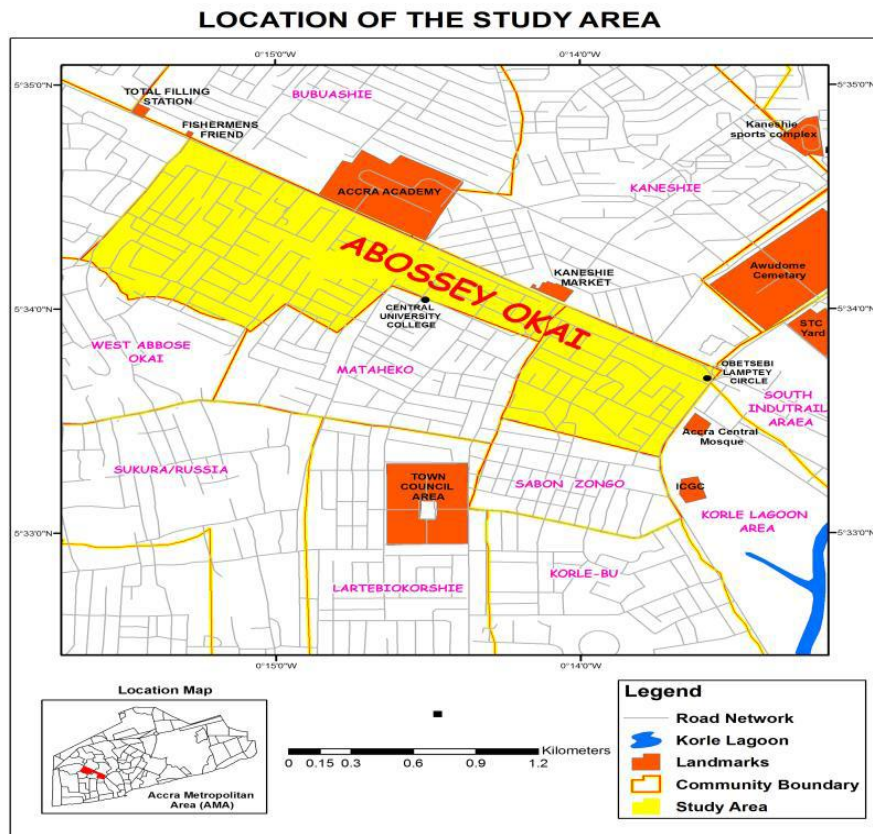 LOCATION OF THE STUDY AREA
0°15'0"W
0°14'0"W
5°35'0"N
5°35'0"N
TOTAL FILLING
STATION
BUBUASHIE
FISHERMENS
FRIEND
Kaneshie
sports complex
ACCRA ACADEMY
KANESHIE
ABOSSEY OKAI
KANESHIE
MARKET
Awudome
Cemetary
5°34'0"N
5°34'0"N
CENTRAL
UNIVERSITY
COLLEGE
STC
Yard
WEST ABBOSE
OKAI
MATAHEKO
OBETSEBI
LAMPTEY
CIRCLE
SOUTH
INDUTRAIL
ARAEA
Accra Central
Mosque
SUKURA/RUSSIA
TOWN
COUNCIL
AREA
SABON ZONGO
ICGC
KORLE LAGOON
AREA
5°33'0"N
5°33'0"N
LARTEBIOKORSHIE
KORLE-BU
0°15'0"W
0°14'0"W
Location Map
Accra Metropolitan
Area (AMA)
Kilometers
0 0.15 0.3 0.6 0.9 1.2
Legend
Road Network
Korle Lagoon
Landmarks
Community Boundary
Study Area